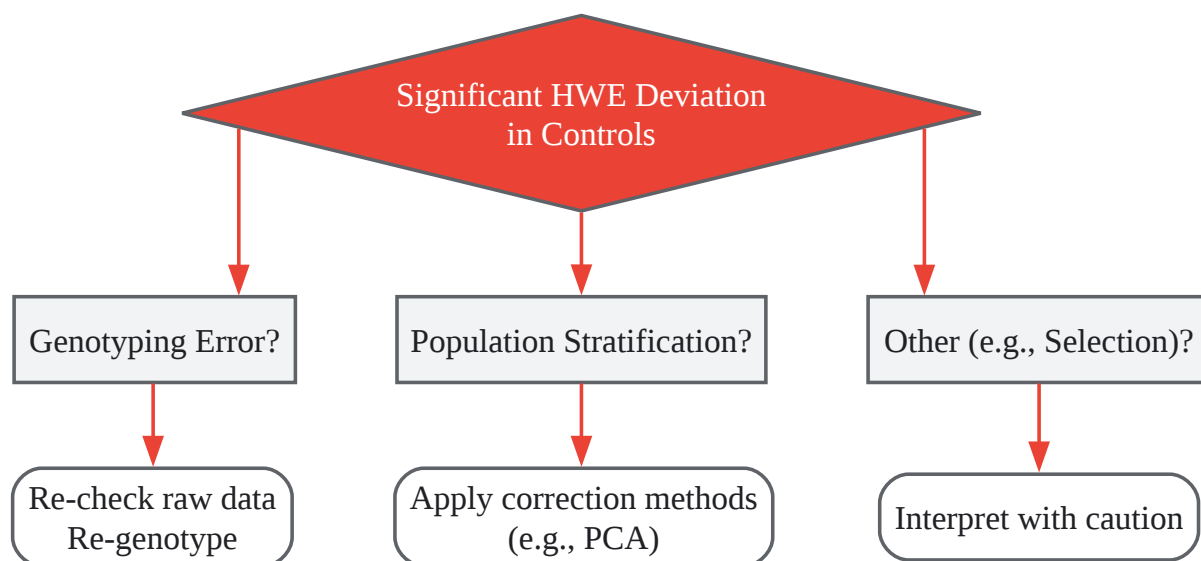 Significant HWE Deviation
in Controls
Genotyping Error?
Population Stratification?
Other (e.g., Selection)?
Re-check raw data
Re-genotype
Apply correction methods
(e.g., PCA)
Interpret with caution